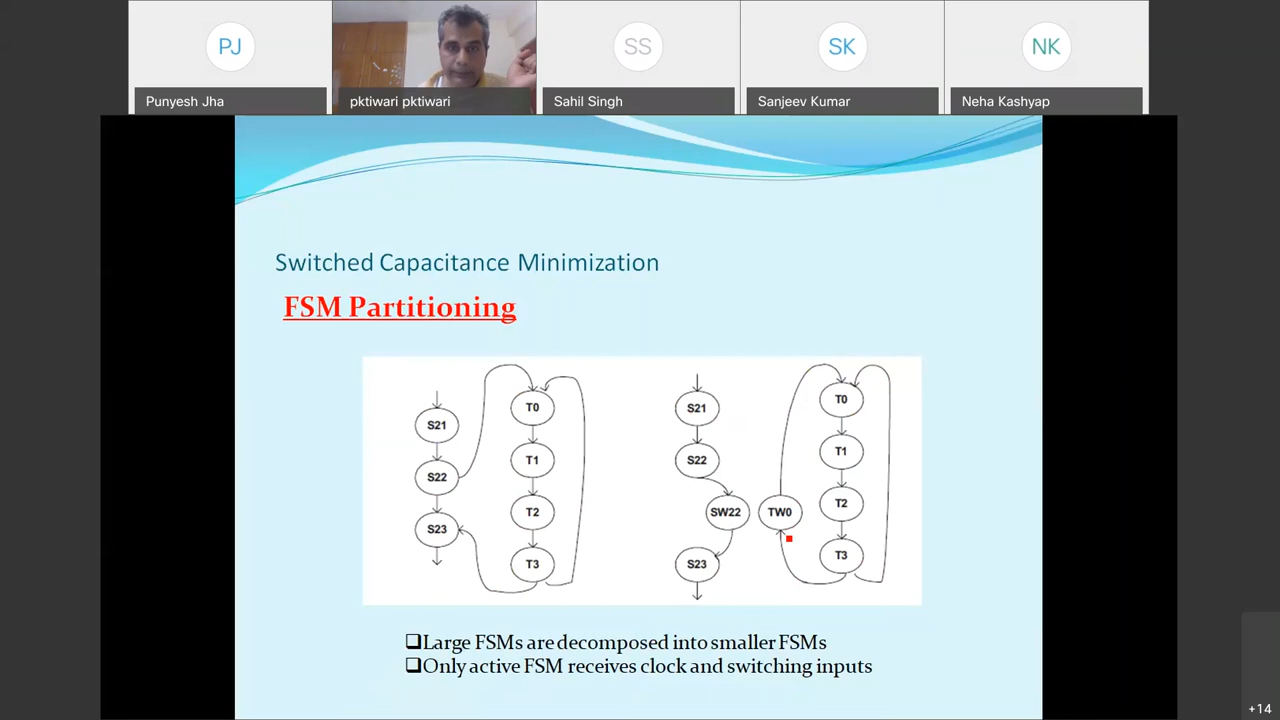 PJ
SS
SK
NK
Punyesh Jha
pktiwari pktiwari
Sahil Singh
Sanjeev Kumar
Neha Kashyap
Switched Capacitance Minimization
FSM Partitioning
S21
S22
S23
T0
T1
T2
T3
S21
S22
SW22
S23
TW0
T0
T1
T2
T3
❑Large FSMs are decomposed into smaller FSMs
❑Only active FSM receives clock and switching inputs
+14